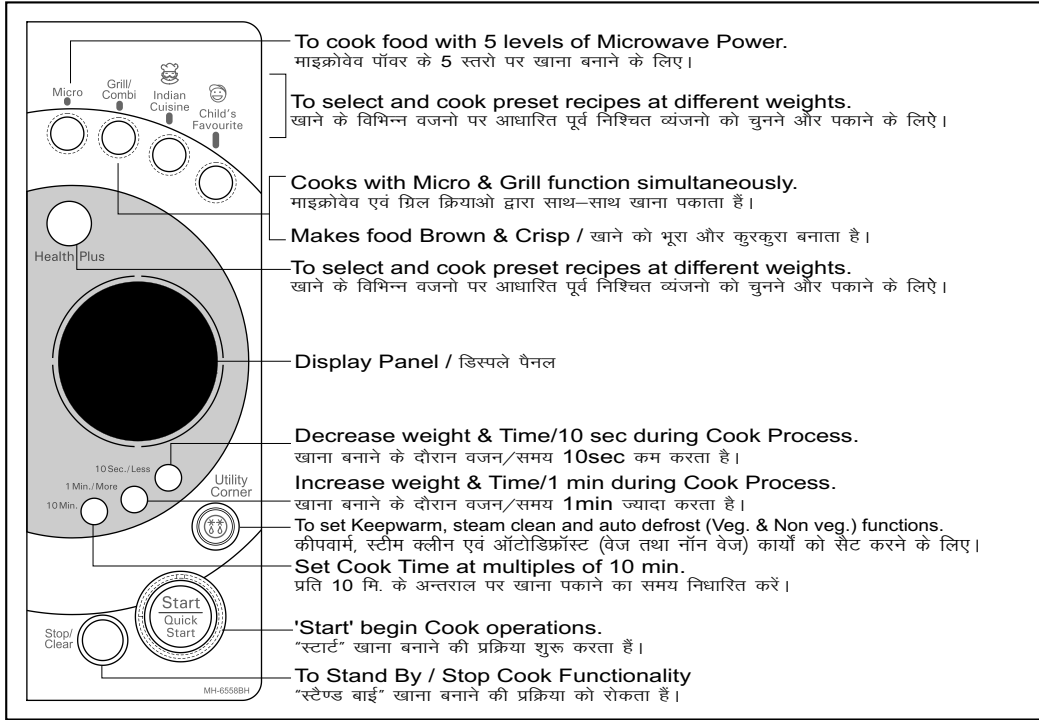 To cook food with 5 levels of Microwave Power.
माइक्रोवेव पॉवर के 5 स्तरो पर खाना बनाने के लिए।
Micro
Grill/
Combi
Indian
Cuisine
Child's
Favourite
To select and cook preset recipes at different weights.
खाने के विभिन्न वजनो पर आधारित पूर्व निश्चित व्यंजनो को चुनने और पकाने के लिऐ।
Cooks with Micro & Grill function simultaneously.
माइक्रोवेव एवं ग्रिल क्रियाओ द्वारा साथ–साथ खाना पकाता हैं।
Makes food Brown & Crisp / खाने को भूरा और कुरकुरा बनाता है।
Health Plus
To select and cook preset recipes at different weights.
खाने के विभिन्न वजनो पर आधारित पूर्व निश्चित व्यंजनो को चुनने और पकाने के लिऐ।
Display Panel / डिस्पले पैनल
Decrease weight & Time/10 sec during Cook Process.
खाना बनाने के दौरान वजन/समय 10sec कम करता है।
10 Sec./Less
1 Min./More
10 Min.
Utility
Corner
Increase weight & Time/1 min during Cook Process.
खाना बनाने के दौरान वजन/समय 1min ज्यादा करता है।
To set Keepwarm, steam clean and auto defrost (Veg. & Non veg.) functions.
कीपवार्म, स्टीम क्लीन एवं ऑटोडिफ्रॉस्ट (वेज तथा नॉन वेज) कार्यों को सैट करने के लिए।
Set Cook Time at multiples of 10 min.
प्रति 10 मि. के अन्तराल पर खाना पकाने का समय निधारित करें।
Start
Quick
Start
Stop/
Clear
'Start' begin Cook operations.
“स्टार्ट” खाना बनाने की प्रक्रिया शुरू करता हैं।
To Stand By / Stop Cook Functionality
“स्टैण्ड बाई” खाना बनाने की प्रक्रिया को रोकता हैं।
MH-6558BH